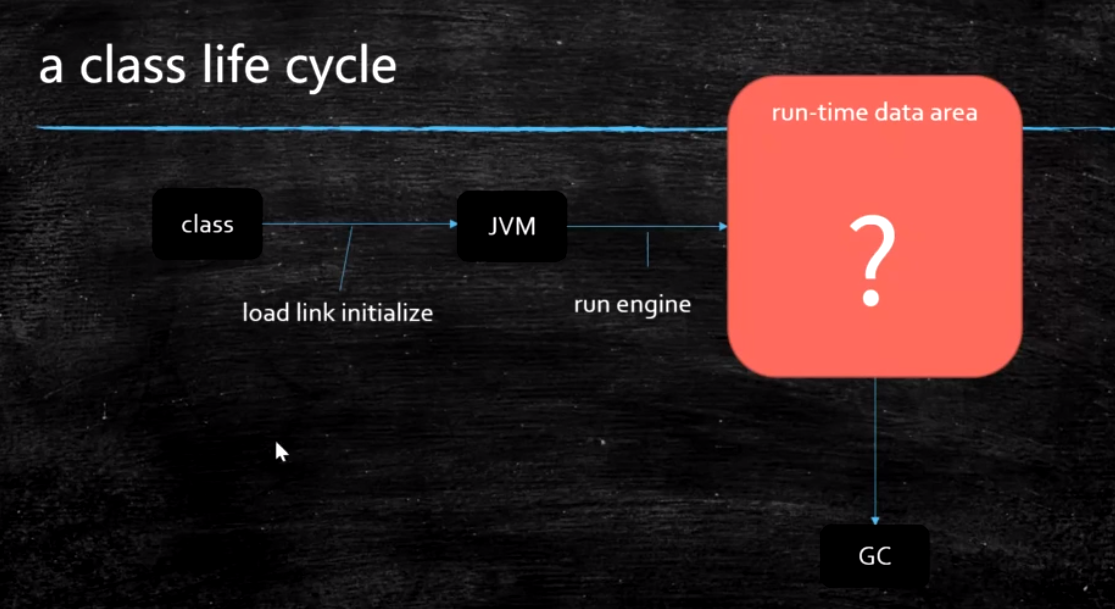 a class life cycle
run-time data area
class
JVM
?
load link initialize
run engine
GC